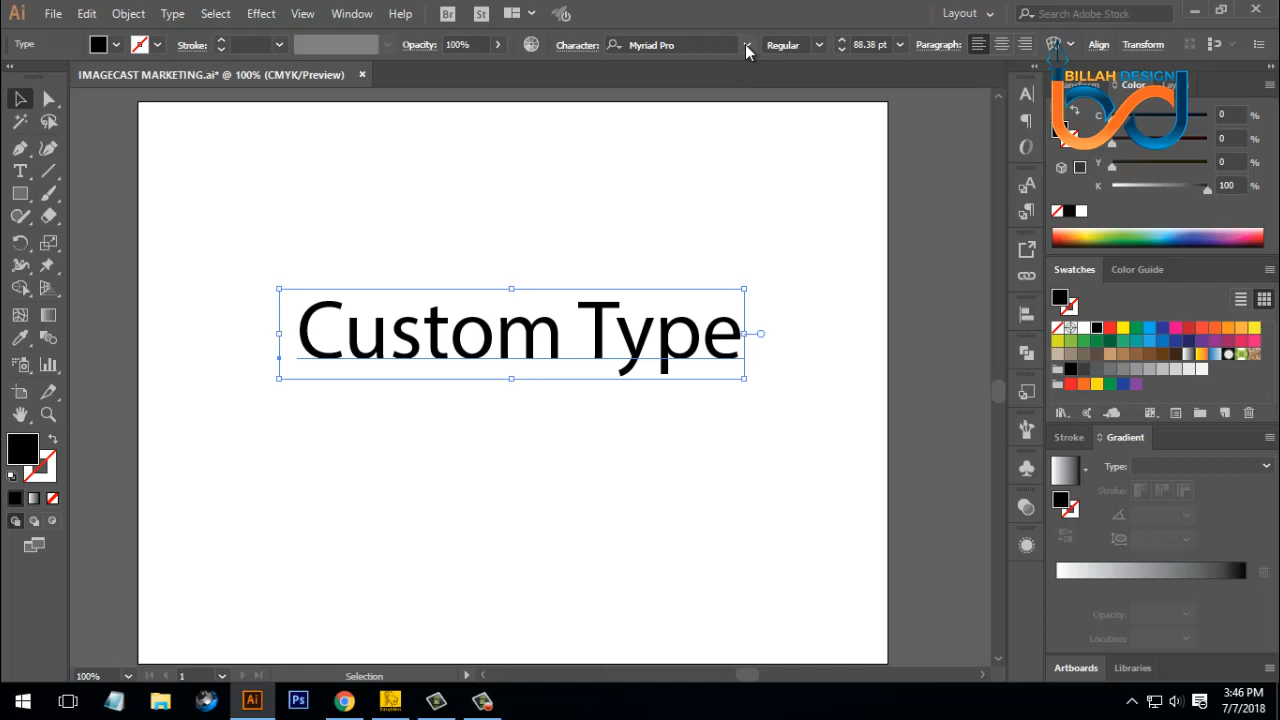 Ai File Edit Object Type Select Effect View Window Help Br St Layout Search Adobe Stock
Type Stroke: Opacity: 100% Character: Myriad Pro Regular 88.38 pt Paragraph: Align Transform
IMAGECAST MARKETING.ai* @ 100% (CMYK/Preview)
BILLAH DESIGN
Color
C 0 %
0 %
Y 0 %
K 100 %
Swatches Color Guide
Custom Type
Stroke Gradient
Type:
Stroke:
Opacity:
Location:
Artboards Libraries
100% 1 Selection
Ai Ps
3:46 PM
7/7/2018